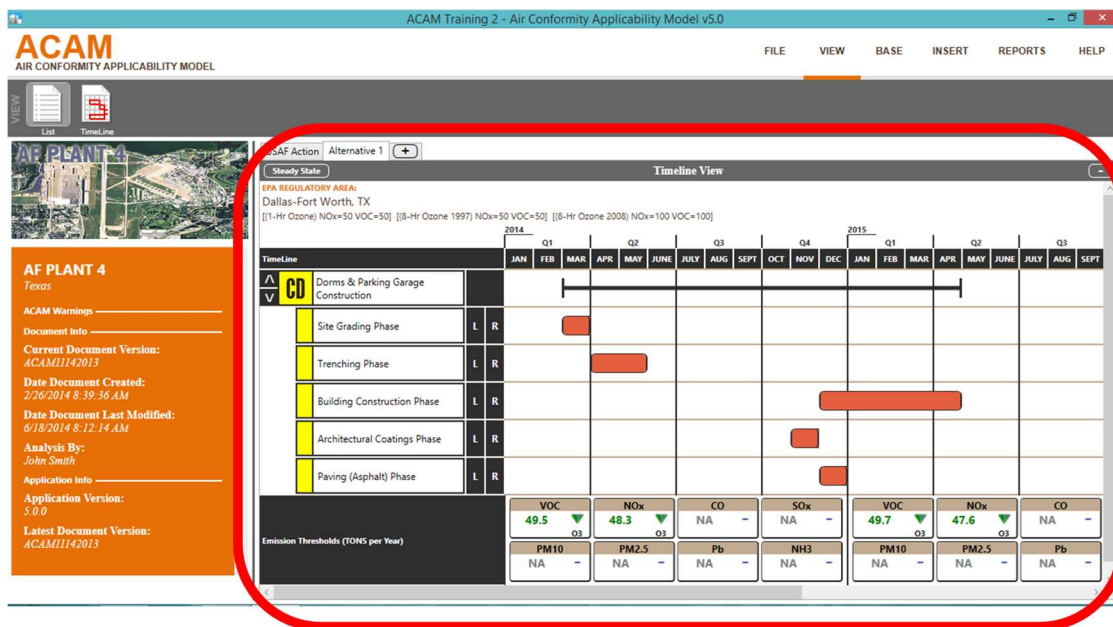 ACAM Training 2 - Air Conformity Applicability Model v5.0
ACAM
AIR CONFORMITY APPLICABILITY MODEL
FILE VIEW BASE INSERT REPORTS HELP
VIEW
List TimeLine
AF PLANT 4
SAF Action Alternative 1 +
Steady State Timeline View
EPA REGULATORY AREA:
Dallas-Fort Worth, TX
[(1-Hr Ozone) NOx=50 VOC=50] [(8-Hr Ozone 1997) NOx=50 VOC=50] [(8-Hr Ozone 2008) NOx=100 VOC=100]
2014 2015
Q1 Q2 Q3 Q4 Q1 Q2 Q3
TimeLine JAN FEB MAR APR MAY JUNE JULY AUG SEPT OCT NOV DEC JAN FEB MAR APR MAY JUNE JULY AUG SEPT
CD Dorms & Parking Garage
Construction
Site Grading Phase L R
Trenching Phase L R
Building Construction Phase L R
Architectural Coatings Phase L R
Paving (Asphalt) Phase L R
Emission Thresholds (TONS per Year)
VOC NOx CO SOx VOC NOx CO
49.5 48.3 NA - NA - 49.7 47.6 NA -
O3 O3 O3 O3
PM10 PM2.5 Pb NH3 PM10 PM2.5 Pb
NA - NA - NA - NA - NA - NA - NA -
AF PLANT 4
Texas
ACAM Warnings
Document Info
Current Document Version:
ACAM11142013
Date Document Created:
2/26/2014 8:39:36 AM
Date Document Last Modified:
6/18/2014 8:12:14 AM
Analysis By:
John Smith
Application Info
Application Version:
5.0.0
Latest Document Version:
ACAM11142013